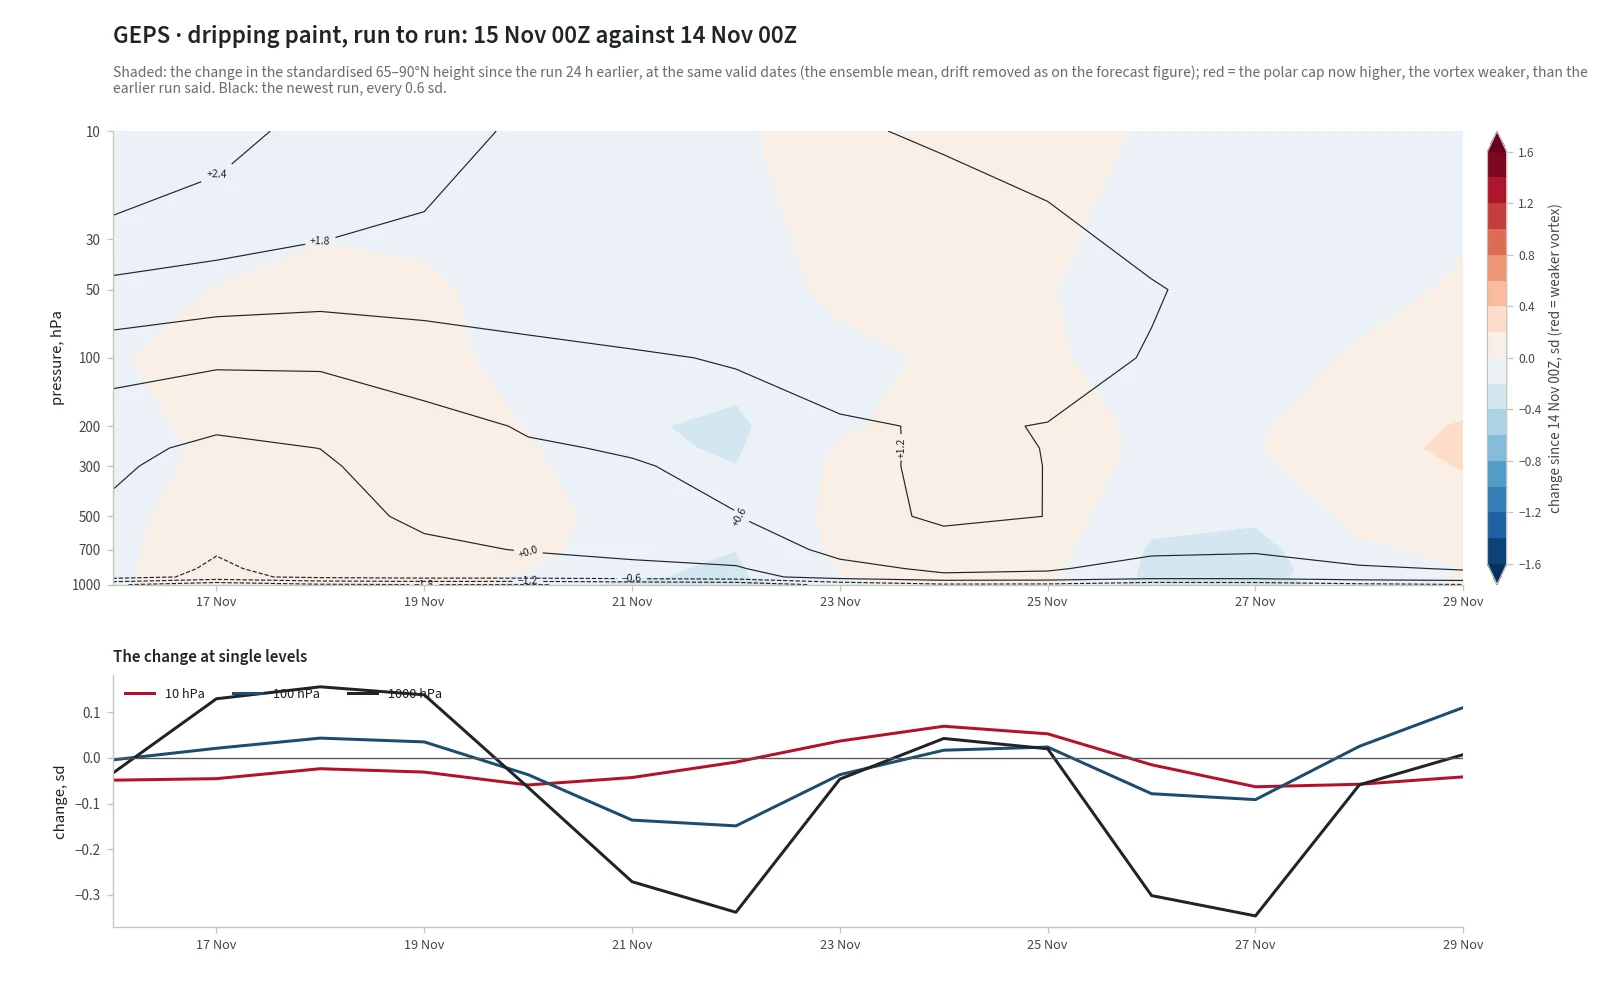 GEPS · dripping paint, run to run: 15 Nov 00Z against 14 Nov 00Z
Shaded: the change in the standardised 65–90°N height since the run 24 h earlier, at the same valid dates (the ensemble mean, drift removed as on the forecast figure); red = the polar cap now higher, the vortex weaker, than the
earlier run said. Black: the newest run, every 0.6 sd.
pressure, hPa
10
30
50
100
200
300
500
700
1000
+2.4
+1.8
+1.2
+0.6
+0.0
−0.6
−1.2
17 Nov
19 Nov
21 Nov
23 Nov
25 Nov
27 Nov
29 Nov
1.6
1.2
0.8
0.4
0.0
−0.4
−0.8
−1.2
−1.6
change since 14 Nov 00Z, sd (red = weaker vortex)
The change at single levels
10 hPa
100 hPa
1000 hPa
change, sd
0.1
0.0
−0.1
−0.2
−0.3
17 Nov
19 Nov
21 Nov
23 Nov
25 Nov
27 Nov
29 Nov